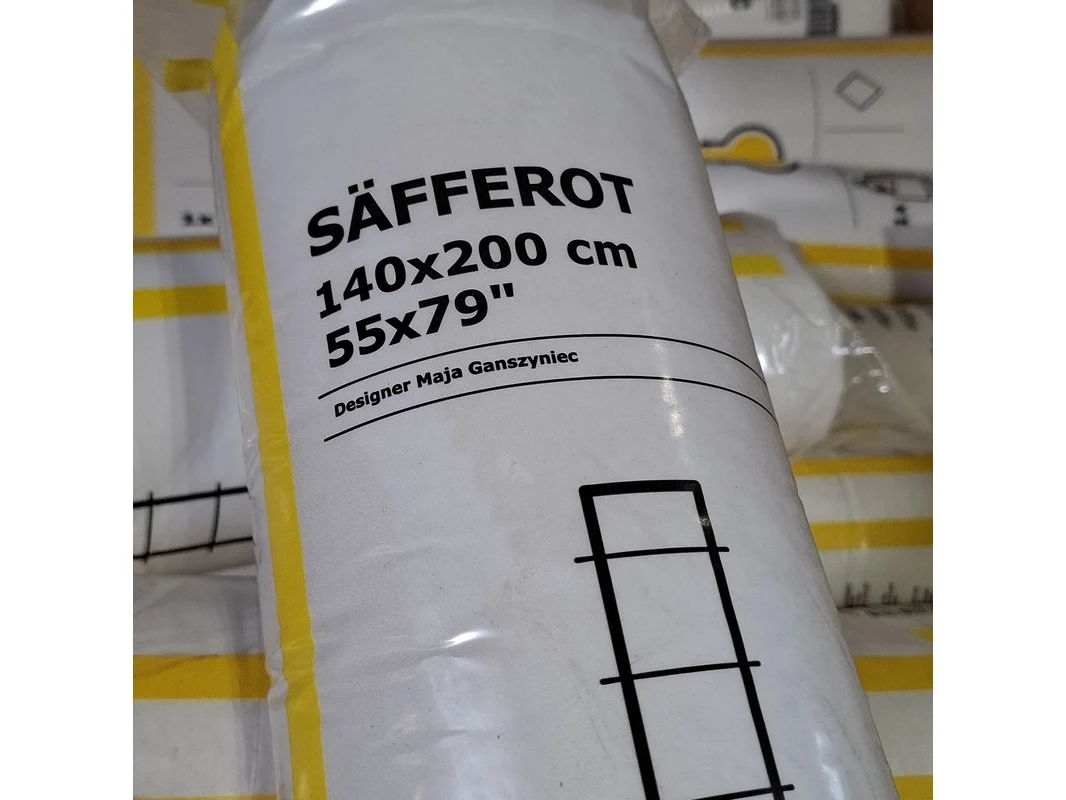 SÄFFEROT
140x200 cm
55x79"
Designer Maja Ganszyniec